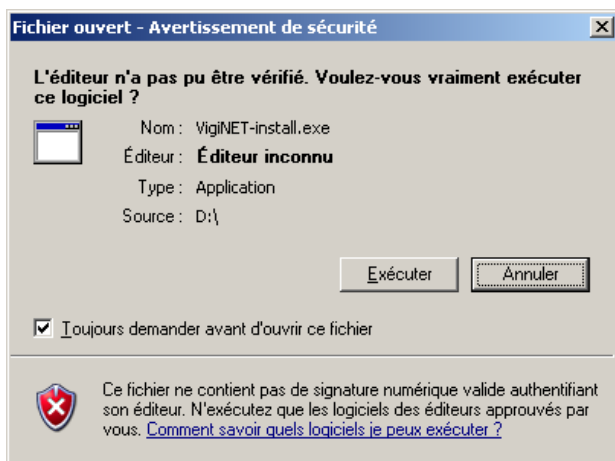 Fichier ouvert - Avertissement de sécurité
L'éditeur n'a pas pu être vérifié. Voulez-vous vraiment exécuter
ce logiciel ?
Nom : VigiNET-install.exe
Éditeur : Éditeur inconnu
Type : Application
Source : D:\
Exécuter Annuler
Toujours demander avant d'ouvrir ce fichier
Ce fichier ne contient pas de signature numérique valide authentifiant
son éditeur. N'exécutez que les logiciels des éditeurs approuvés par
vous. Comment savoir quels logiciels je peux exécuter ?